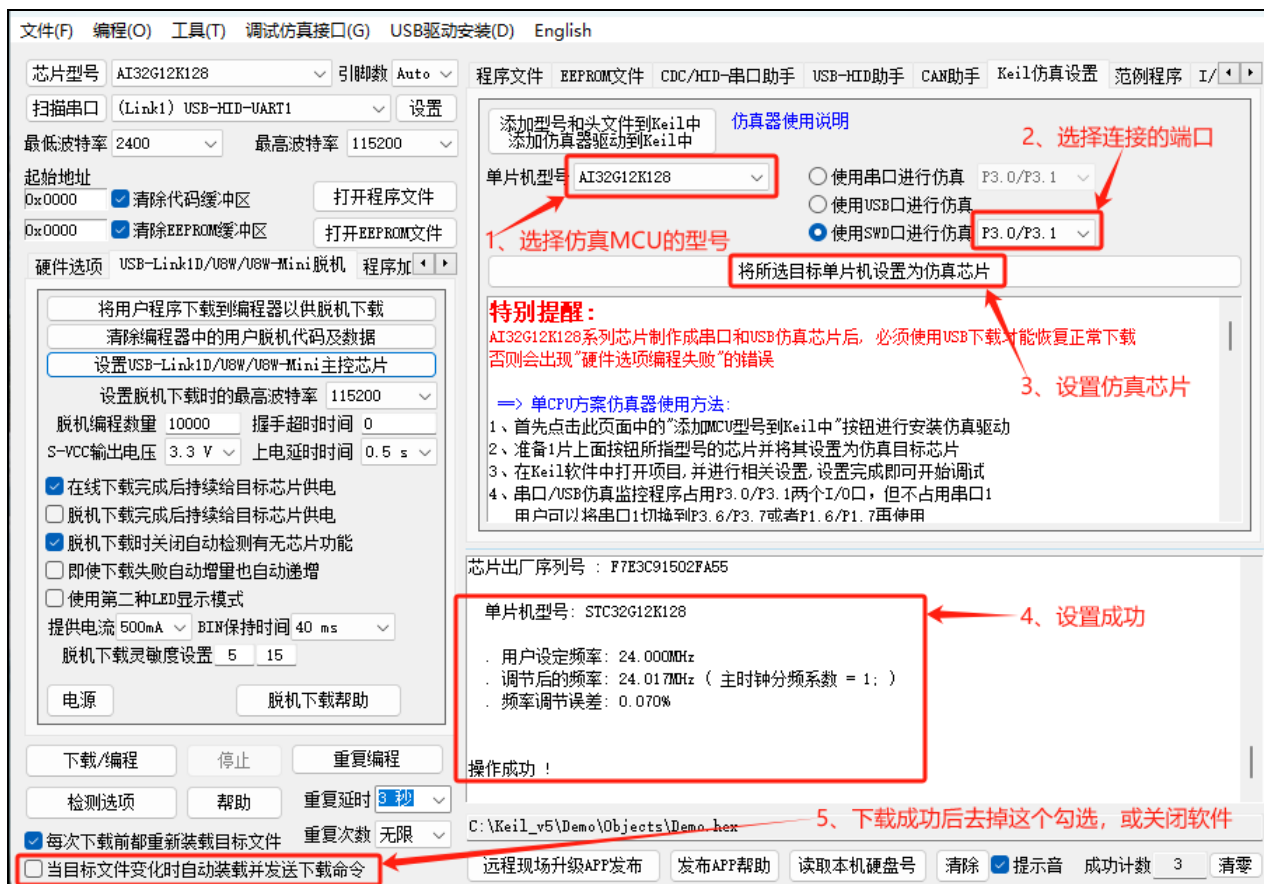 文件(F) 编程(O) 工具(T) 调试仿真接口(G) USB驱动安装(D) English
芯片型号 AI32G12K128 引脚数 Auto
扫描串口 (Link1) USB-HID-UART1 设置
最低波特率 2400 最高波特率 115200
起始地址
0x0000 清除代码缓冲区 打开程序文件
0x0000 清除EEPROM缓冲区 打开EEPROM文件
硬件选项 USB-Link1D/U8W/U8W-Mini脱机 程序加
将用户程序下载到编程器以供脱机下载
清除编程器中的用户脱机代码及数据
设置USB-Link1D/U8W/U8W-Mini主控芯片
设置脱机下载时的最高波特率 115200
脱机编程数量 10000 握手超时时间 0
S-VCC输出电压 3.3 V 上电延时时间 0.5 s
在线下载完成后持续给目标芯片供电
脱机下载完成后持续给目标芯片供电
脱机下载时关闭自动检测有无芯片功能
即使下载失败自动增量也自动递增
使用第二种LED显示模式
提供电流 500mA BIN保持时间 40 ms
脱机下载灵敏度设置 5 15
电源 脱机下载帮助
下载/编程 停止 重复编程
检测选项 帮助 重复延时 3 秒
每次下载前都重新装载目标文件 重复次数 无限
当目标文件变化时自动装载并发送下载命令
程序文件 EEPROM文件 CDC/HID-串口助手 USB-HID助手 CAN助手 Keil仿真设置 范例程序 I/
添加型号和头文件到Keil中
添加仿真器驱动到Keil中
仿真器使用说明
2、选择连接的端口
单片机型号 AI32G12K128 使用串口进行仿真 P3.0/P3.1
使用USB口进行仿真
1、选择仿真MCU的型号 使用SWD口进行仿真 P3.0/P3.1
将所选目标单片机设置为仿真芯片
特别提醒:
AI32G12K128系列芯片制作成串口和USB仿真芯片后, 必须使用USB下载才能恢复正常下载
否则会出现"硬件选项编程失败"的错误
3、设置仿真芯片
==> 单CPU方案仿真器使用方法:
1、首先点击此页面中的"添加MCU型号到Keil中"按钮进行安装仿真驱动
2、准备1片上面按钮所指型号的芯片并将其设置为仿真目标芯片
3、在Keil软件中打开项目,并进行相关设置,设置完成即可开始调试
4、串口/USB仿真监控程序占用P3.0/P3.1两个I/O口, 但不占用串口1
用户可以将串口1切换到P3.6/P3.7或者P1.6/P1.7再使用
芯片出厂序列号 : F7E3C91502FA55
单片机型号: STC32G12K128
4、设置成功
. 用户设定频率: 24.000MHz
. 调节后的频率: 24.017MHz ( 主时钟分频系数 = 1; )
. 频率调节误差: 0.070%
操作成功 !
C:\Keil_v5\Demo\Objects\Demo.hex
5、下载成功后去掉这个勾选，或关闭软件
远程现场升级APP发布 发布APP帮助 读取本机硬盘号 清除 提示音 成功计数 3 清零